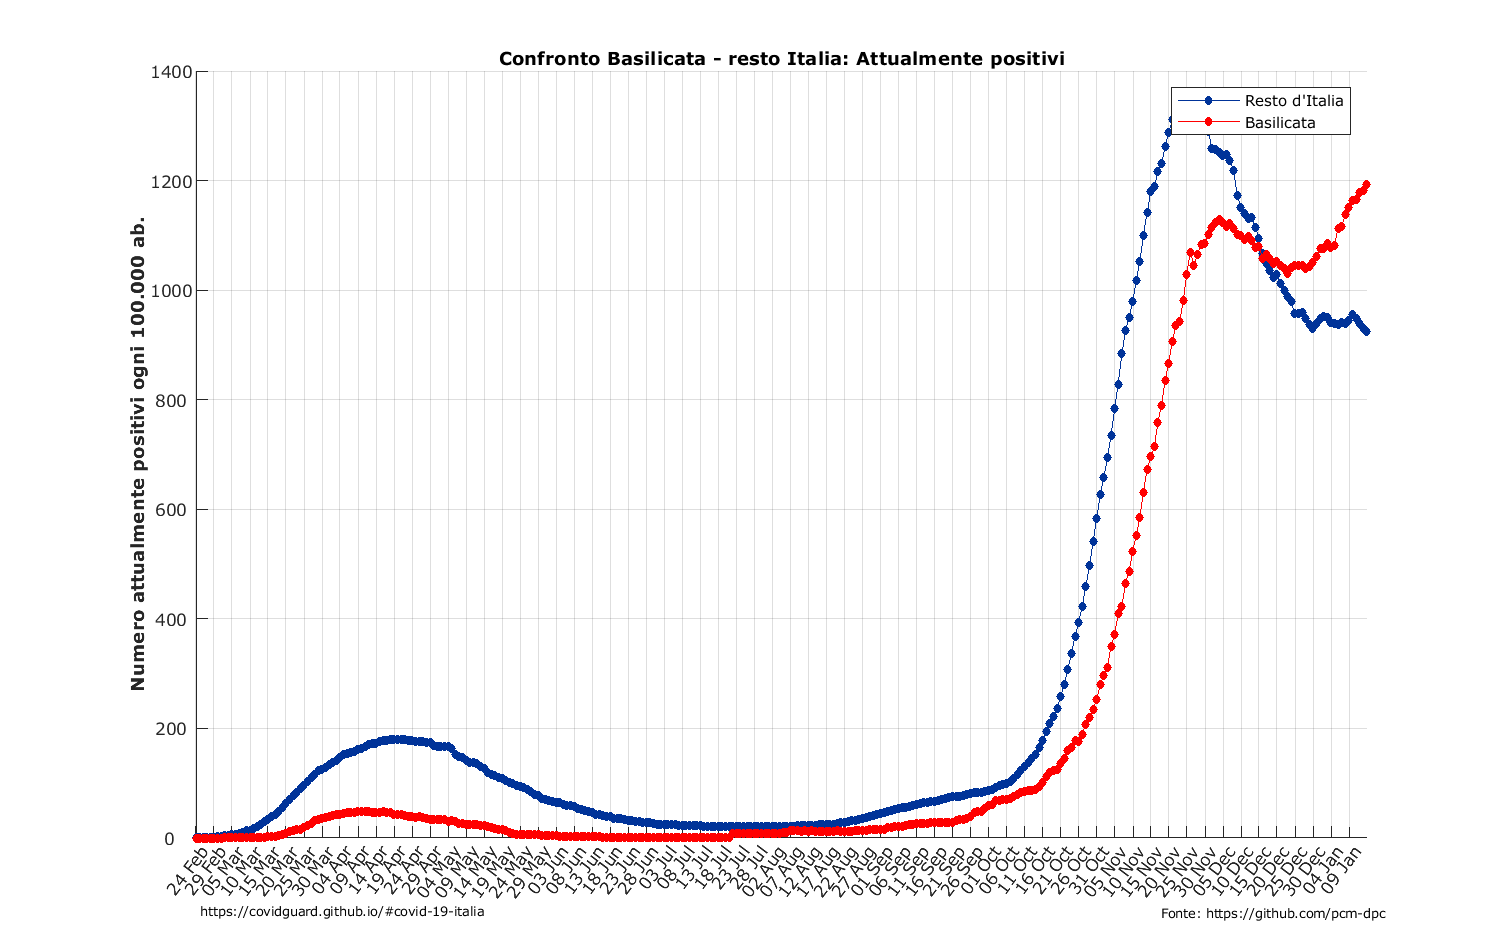 Confronto Basilicata - resto Italia: Attualmente positivi
Resto d'Italia
Basilicata
Numero attualmente positivi ogni 100.000 ab.
1400
1200
1000
800
600
400
200
0
24 Feb
29 Feb
05 Mar
10 Mar
15 Mar
20 Mar
25 Mar
30 Mar
04 Apr
09 Apr
14 Apr
19 Apr
24 Apr
29 Apr
04 May
09 May
14 May
19 May
24 May
29 May
03 Jun
08 Jun
13 Jun
18 Jun
23 Jun
28 Jun
03 Jul
08 Jul
13 Jul
18 Jul
23 Jul
28 Jul
02 Aug
07 Aug
12 Aug
17 Aug
22 Aug
27 Aug
01 Sep
06 Sep
11 Sep
16 Sep
21 Sep
26 Sep
01 Oct
06 Oct
11 Oct
16 Oct
21 Oct
26 Oct
31 Oct
05 Nov
10 Nov
15 Nov
20 Nov
25 Nov
30 Nov
05 Dec
10 Dec
15 Dec
20 Dec
25 Dec
30 Dec
04 Jan
09 Jan
https://covidguard.github.io/#covid-19-italia
Fonte: https://github.com/pcm-dpc